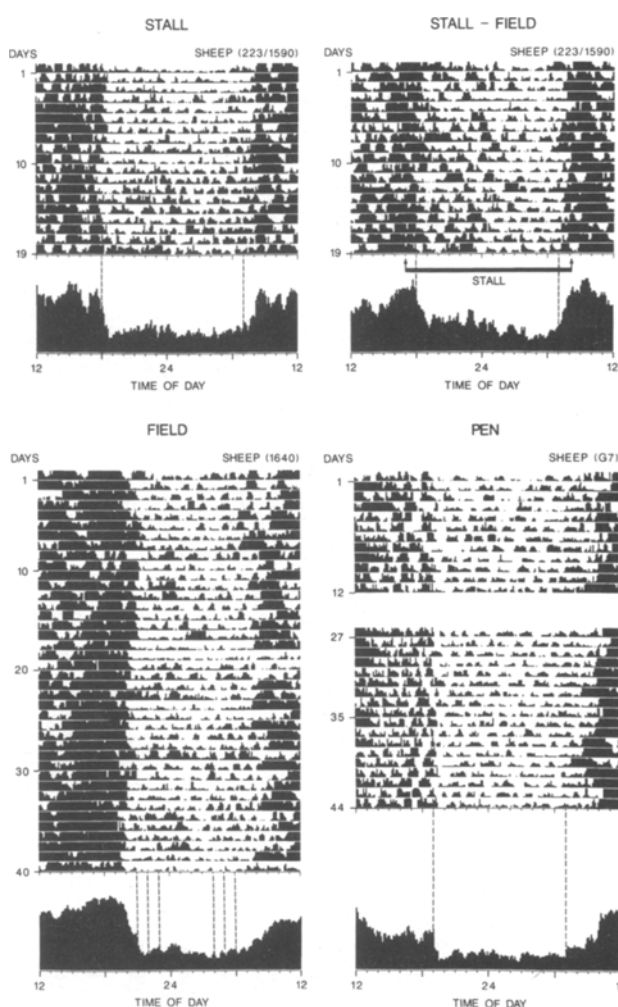 STALL
DAYS SHEEP (223/1590)
1
10
19
12 24 12
TIME OF DAY
STALL – FIELD
DAYS SHEEP (223/1590)
1
10
19
STALL
12 24 12
TIME OF DAY
FIELD
DAYS SHEEP (1640)
1
10
20
30
40
12 24 12
TIME OF DAY
PEN
DAYS SHEEP (G7)
1
12
27
35
44
12 24 12
TIME OF DAY